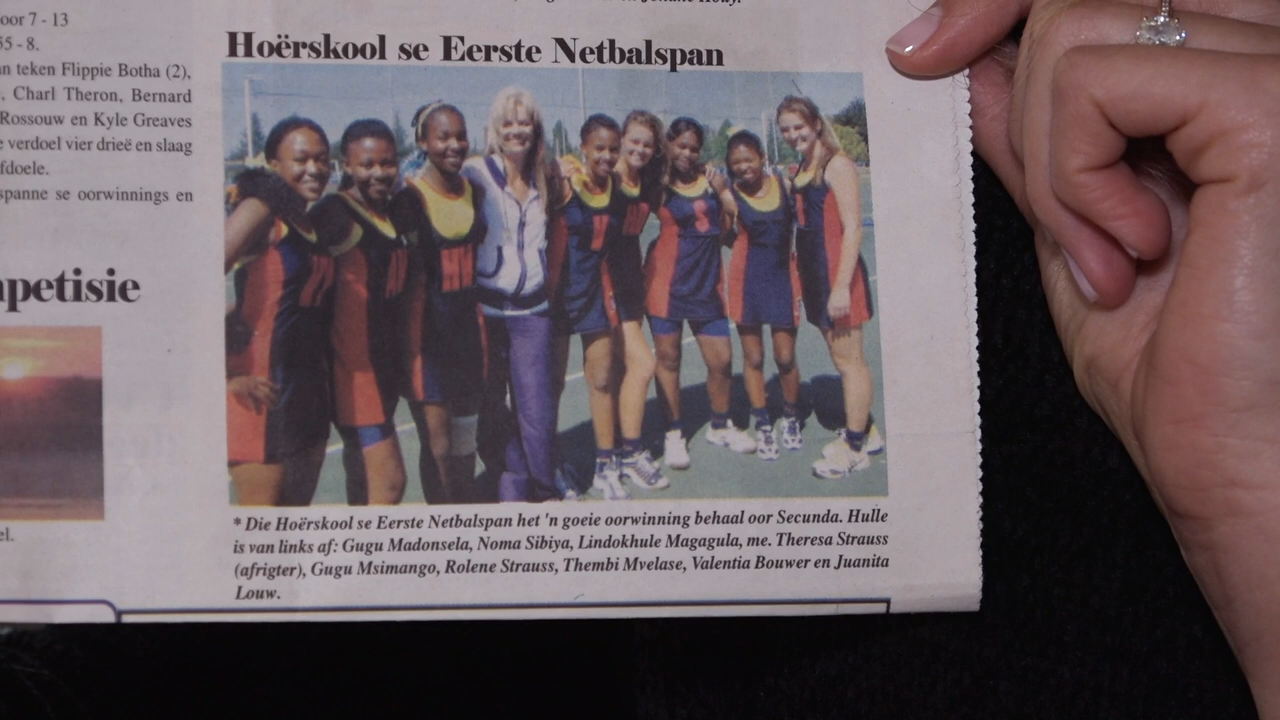 oor 7 - 13
55 - 8.
an teken Flippie Botha (2),
, Charl Theron, Bernard
Rossouw en Kyle Greaves
e verdoel vier drieë en slaag
fdoele.
spanne se oorwinnings en
petisie
el.
Hoërskool se Eerste Netbalspan
* Die Hoërskool se Eerste Netbalspan het 'n goeie oorwinning behaal oor Secunda. Hulle
is van links af: Gugu Madonsela, Noma Sibiya, Lindokhule Magagula, me. Theresa Strauss
(afrigter), Gugu Msimango, Rolene Strauss, Thembi Mvelase, Valentia Bouwer en Juanita
Louw.